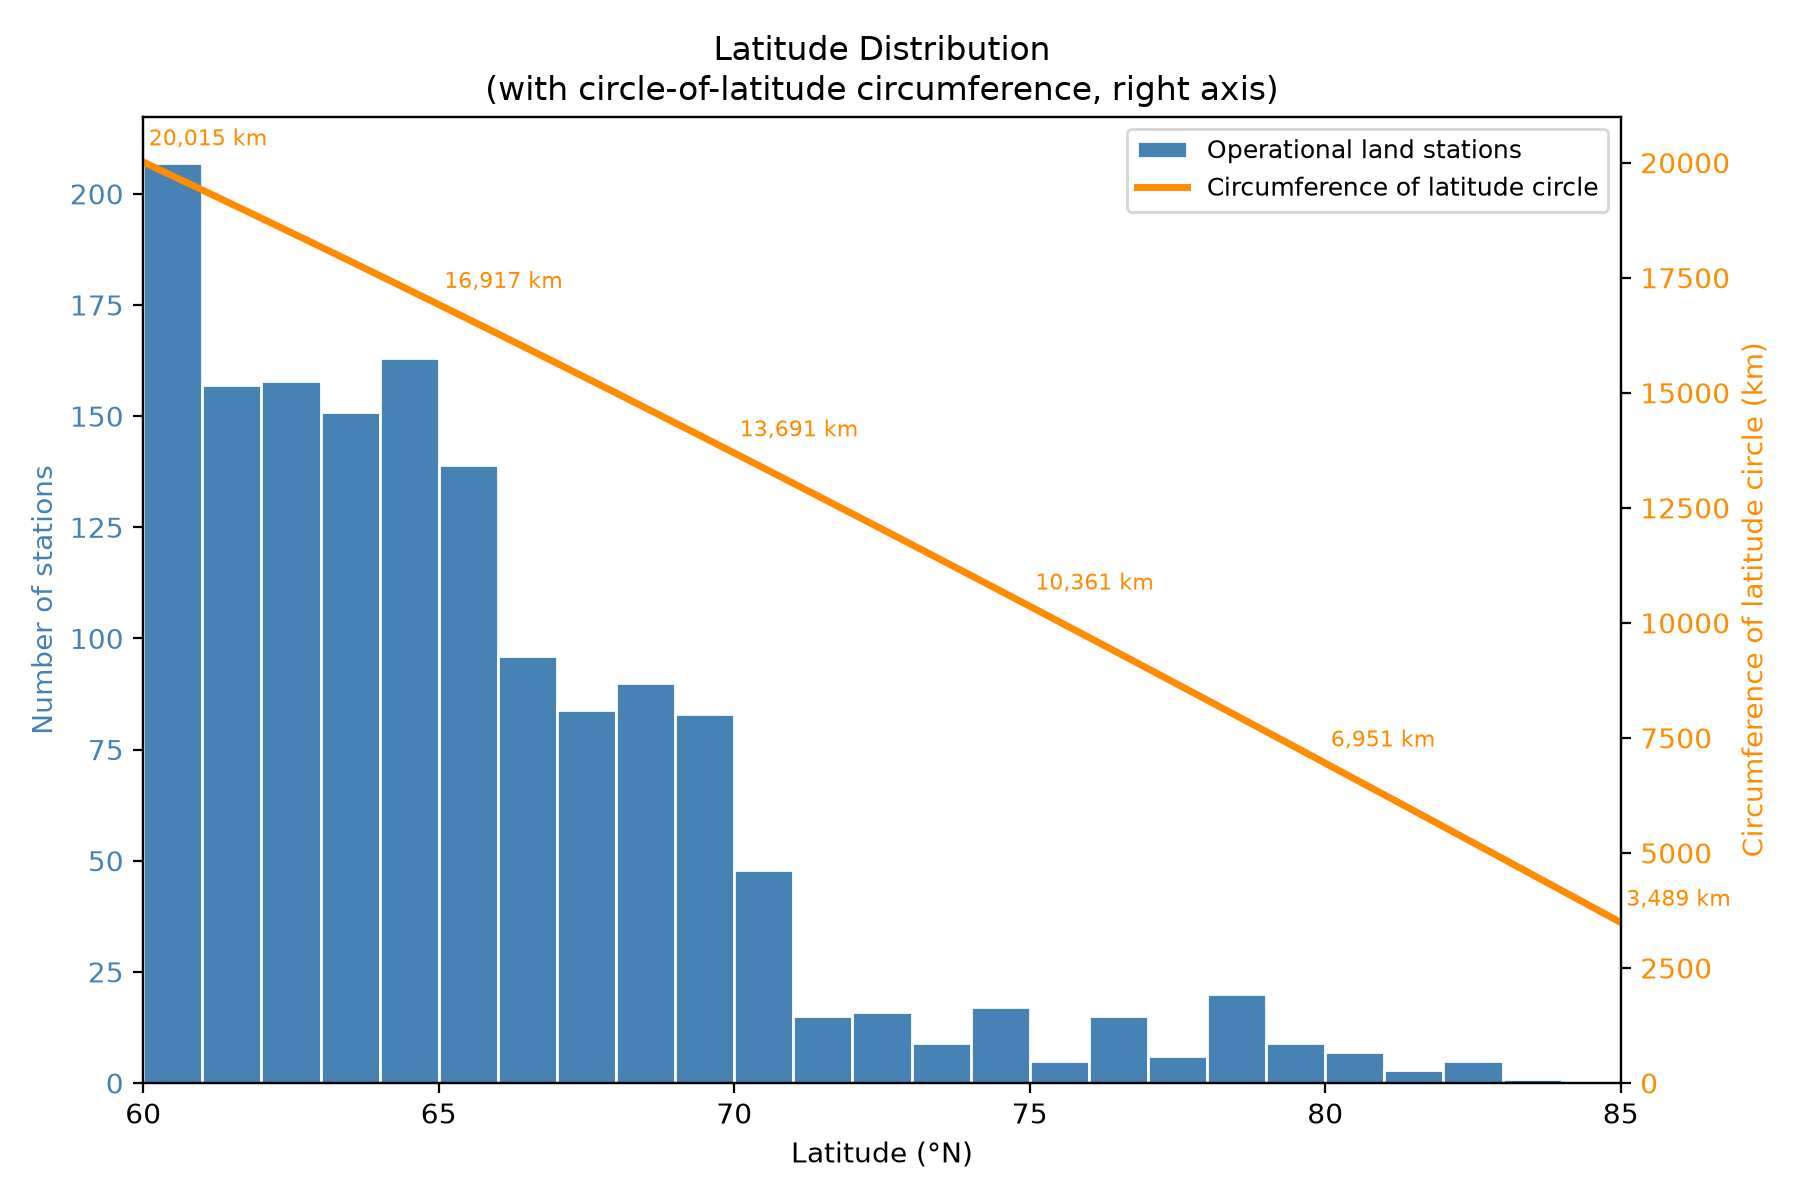 Latitude Distribution
(with circle-of-latitude circumference, right axis)
Operational land stations
Circumference of latitude circle
20,015 km
16,917 km
13,691 km
10,361 km
6,951 km
3,489 km
Number of stations
200
175
150
125
100
75
50
25
0
20000
17500
15000
12500
10000
7500
5000
2500
0
Circumference of latitude circle (km)
60
65
70
75
80
85
Latitude (°N)